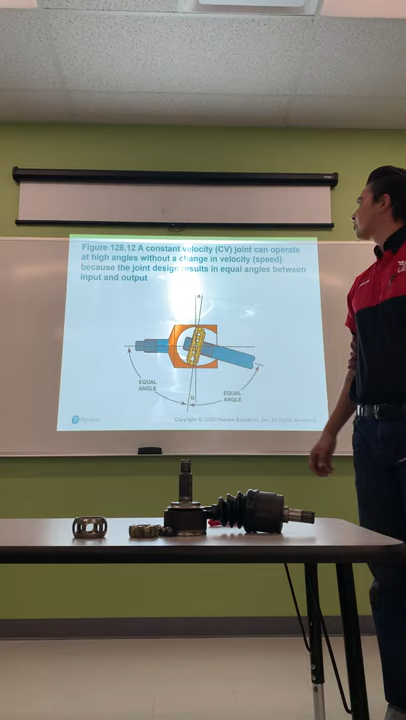 Figure 128.12 A constant velocity (CV) joint can operate
at high angles without a change in velocity (speed)
because the joint design results in equal angles between
input and output
A
EQUAL
ANGLE
EQUAL
ANGLE
B
Pearson
Copyright © 2020 Pearson Education, Inc. All Rights Reserved